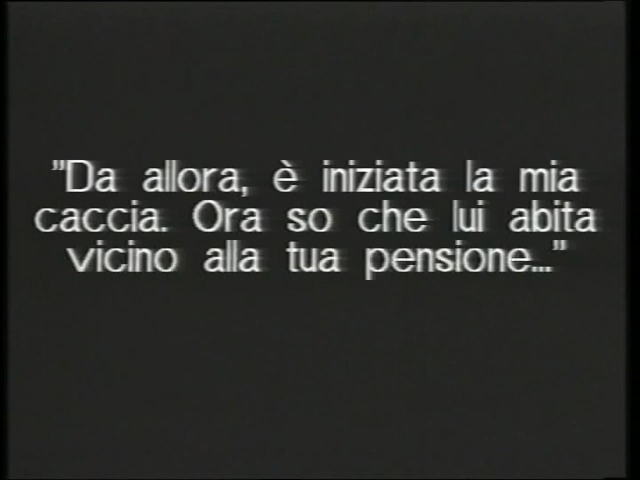 "Da allora, è iniziata la mia
caccia. Ora so che lui abita
vicino alla tua pensione..."